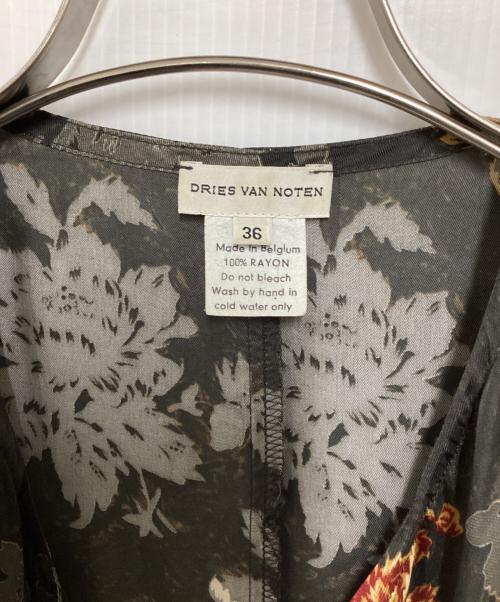 DRIES VAN NOTEN
36
Made in Belgium
100% RAYON
Do not bleach
Wash by hand in
cold water only